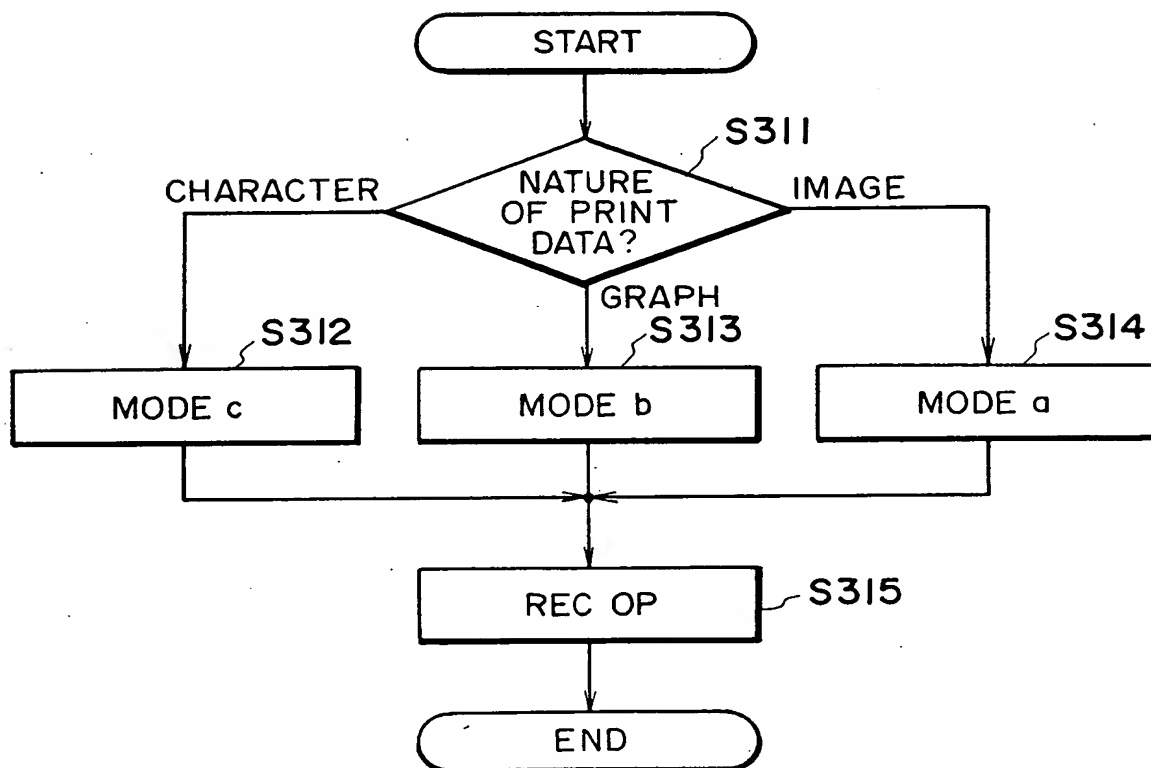 START
S311
CHARACTER
NATURE
OF PRINT
DATA?
IMAGE
GRAPH
S312
S313
S314
MODE c
MODE b
MODE a
REC OP
S315
END